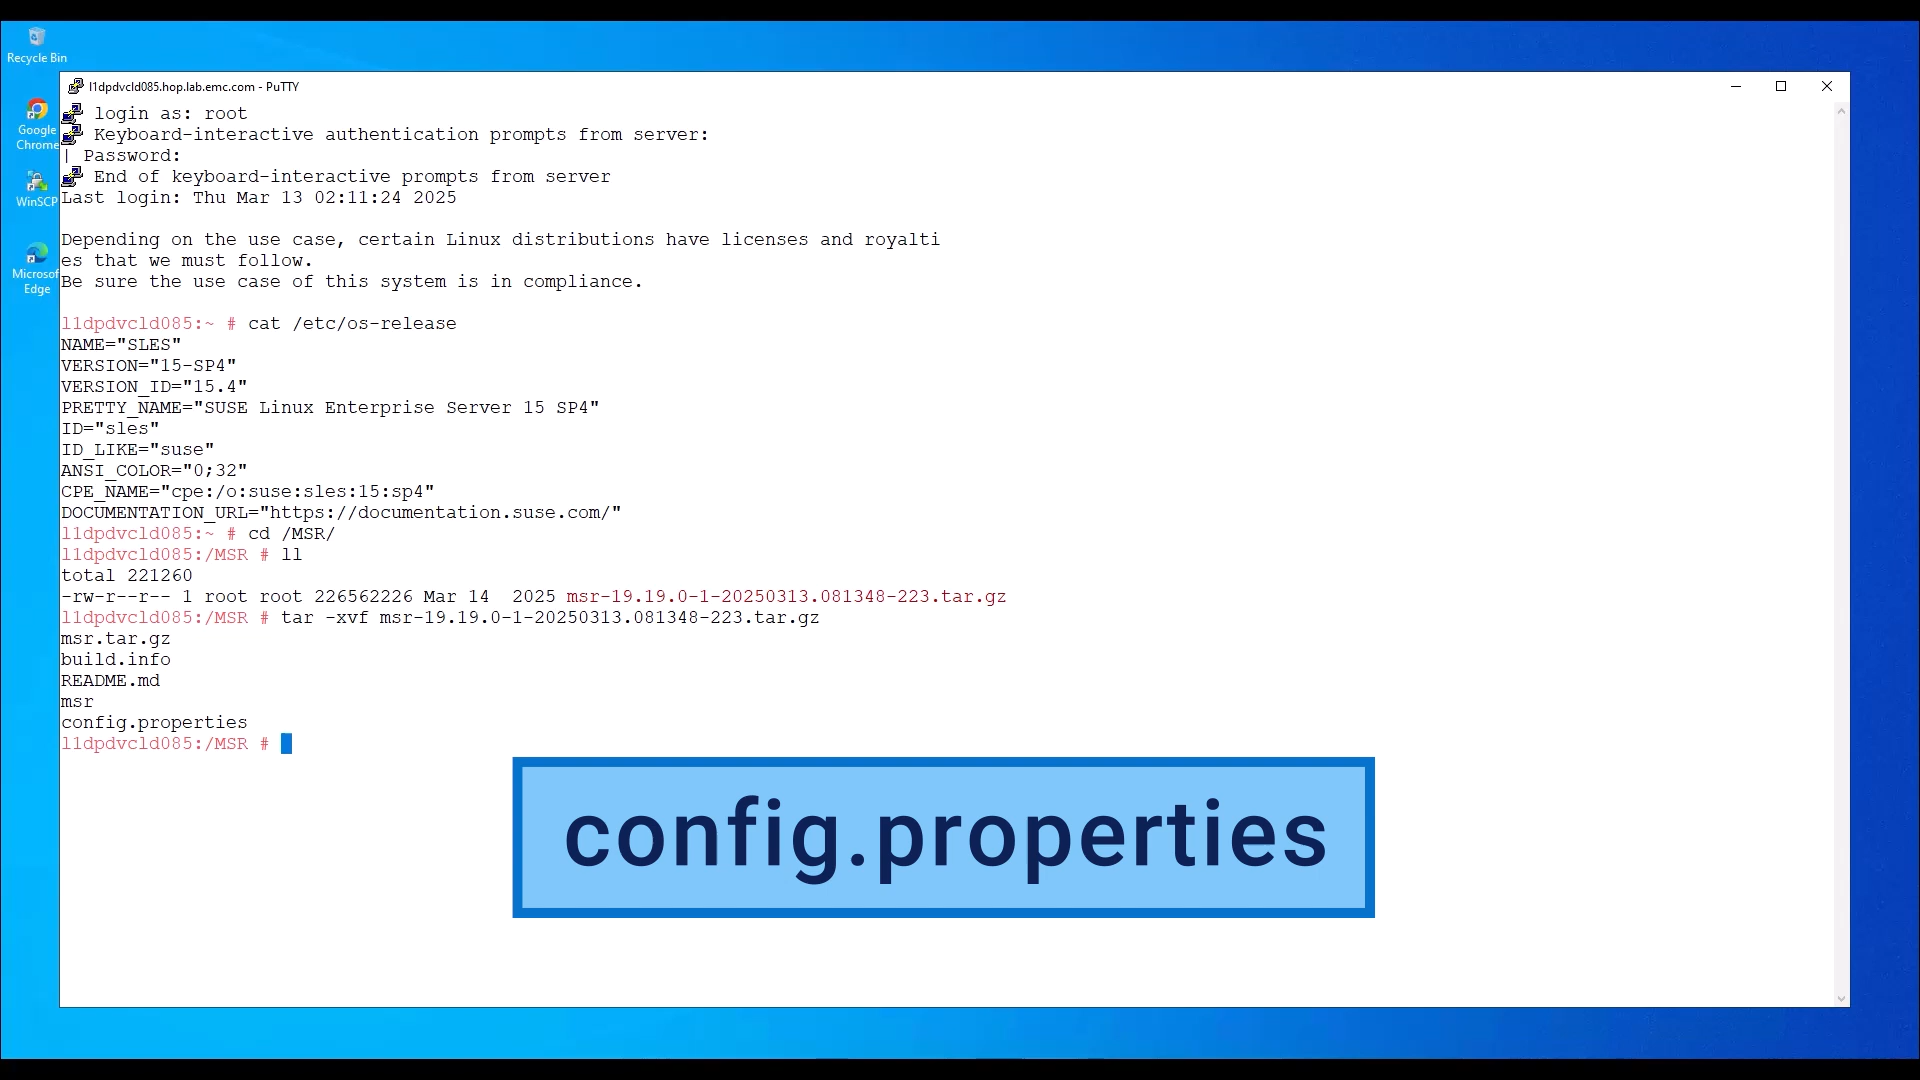 Recycle Bin
Google
Chrome
WinSCP
Microsof
Edge
l1dpdvcld085.hop.lab.emc.com - PuTTY
login as: root
Keyboard-interactive authentication prompts from server:
| Password:
End of keyboard-interactive prompts from server
Last login: Thu Mar 13 02:11:24 2025
Depending on the use case, certain Linux distributions have licenses and royalti
es that we must follow.
Be sure the use case of this system is in compliance.
l1dpdvcld085:~ # cat /etc/os-release
NAME="SLES"
VERSION="15-SP4"
VERSION_ID="15.4"
PRETTY_NAME="SUSE Linux Enterprise Server 15 SP4"
ID="sles"
ID_LIKE="suse"
ANSI_COLOR="0;32"
CPE_NAME="cpe:/o:suse:sles:15:sp4"
DOCUMENTATION_URL="https://documentation.suse.com/"
l1dpdvcld085:~ # cd /MSR/
l1dpdvcld085:/MSR # ll
total 221260
-rw-r--r-- 1 root root 226562226 Mar 14  2025 msr-19.19.0-1-20250313.081348-223.tar.gz
l1dpdvcld085:/MSR # tar -xvf msr-19.19.0-1-20250313.081348-223.tar.gz
msr.tar.gz
build.info
README.md
msr
config.properties
l1dpdvcld085:/MSR #
config.properties